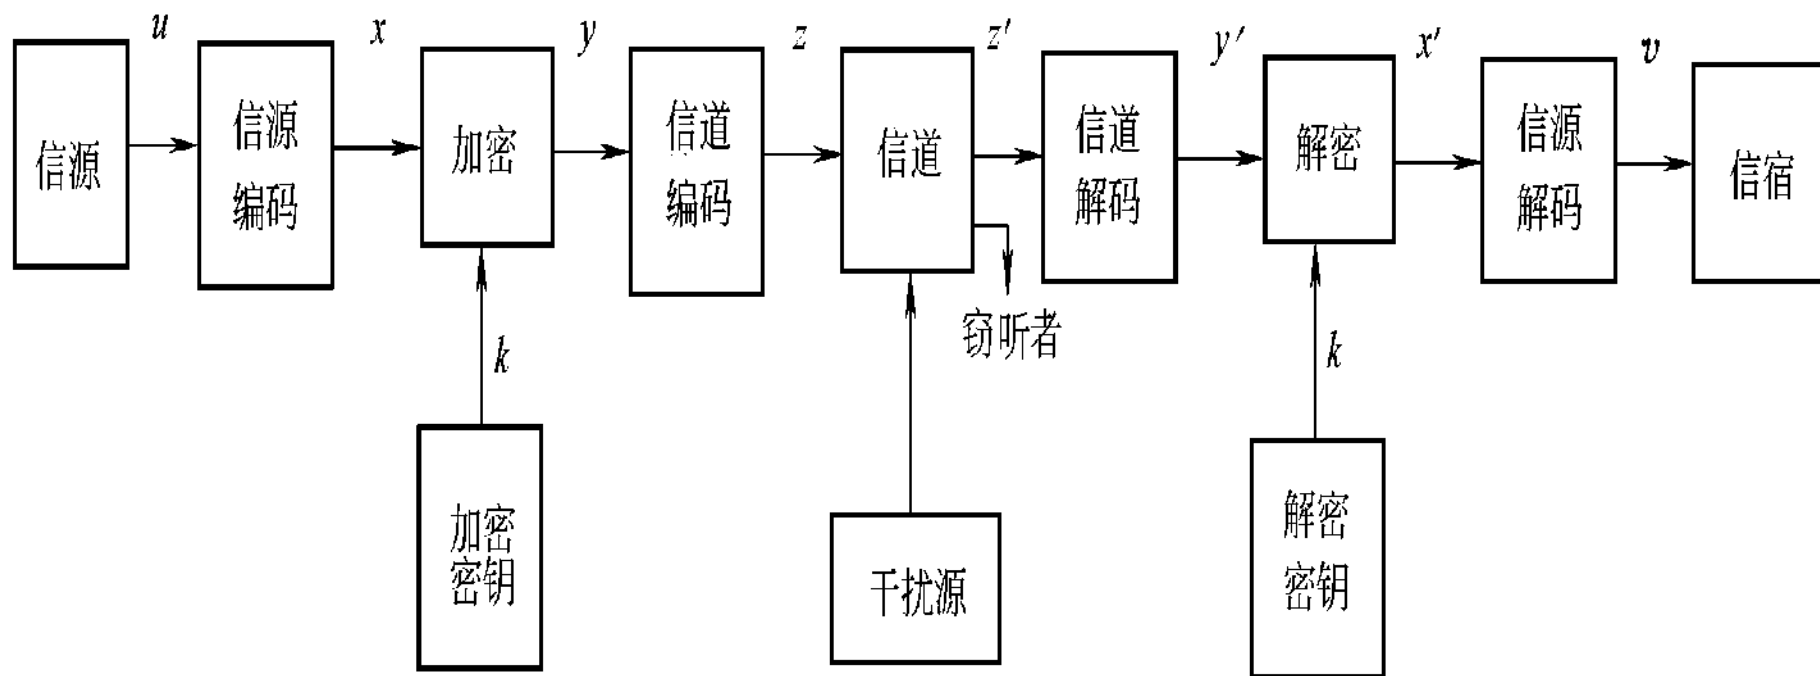 u
x
y
z
z′
y′
x′
v
信源
信源
编码
加密
信道
编码
信道
信道
解码
解密
信源
解码
信宿
窃听者
k
k
加密
密钥
干扰源
解密
密钥